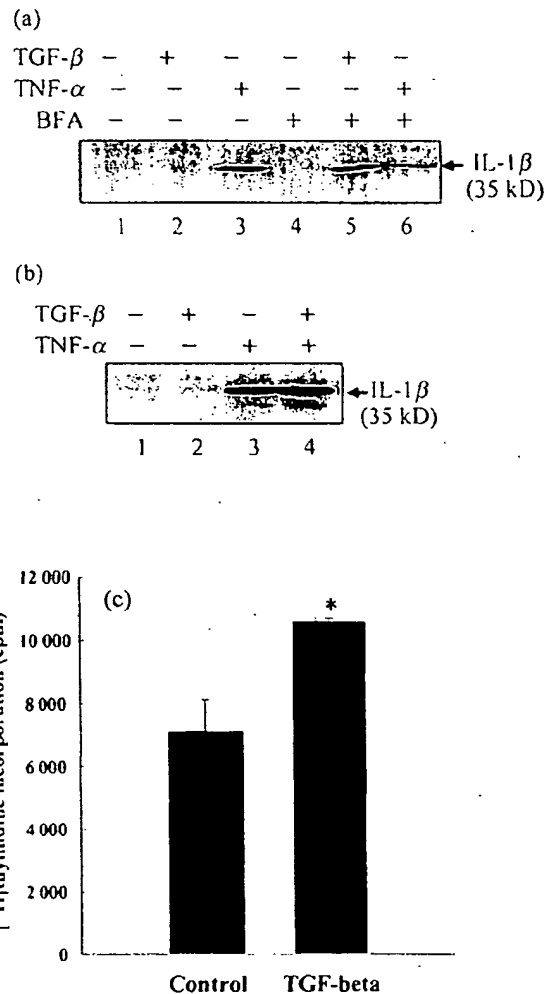 (a)
TGF-β – + – – + –
TNF-α – – + – – +
BFA – – – + + +
IL-1β
(35 kD)
1 2 3 4 5 6
(b)
TGF-β – + – +
TNF-α – – + +
IL-1β
(35 kD)
1 2 3 4
(c)
12 000
10 000
8 000
6 000
4 000
2 000
0
*
Control TGF-beta